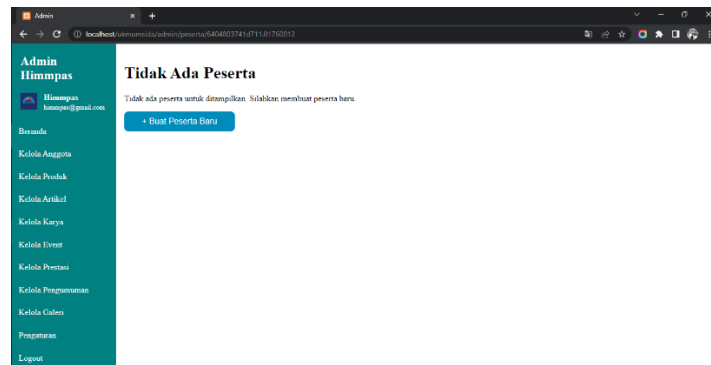 Admin
localhost/ukmumsida/admin/peserta/6404803741d711.01760012
Admin
Himmpas
Himmpas
himmpas@gmail.com
Beranda
Kelola Anggota
Kelola Produk
Kelola Artikel
Kelola Karya
Kelola Event
Kelola Prestasi
Kelola Pengumuman
Kelola Galeri
Pengaturan
Logout
Tidak Ada Peserta
Tidak ada peserta untuk ditampilkan. Silahkan membuat peserta baru.
+ Buat Peserta Baru